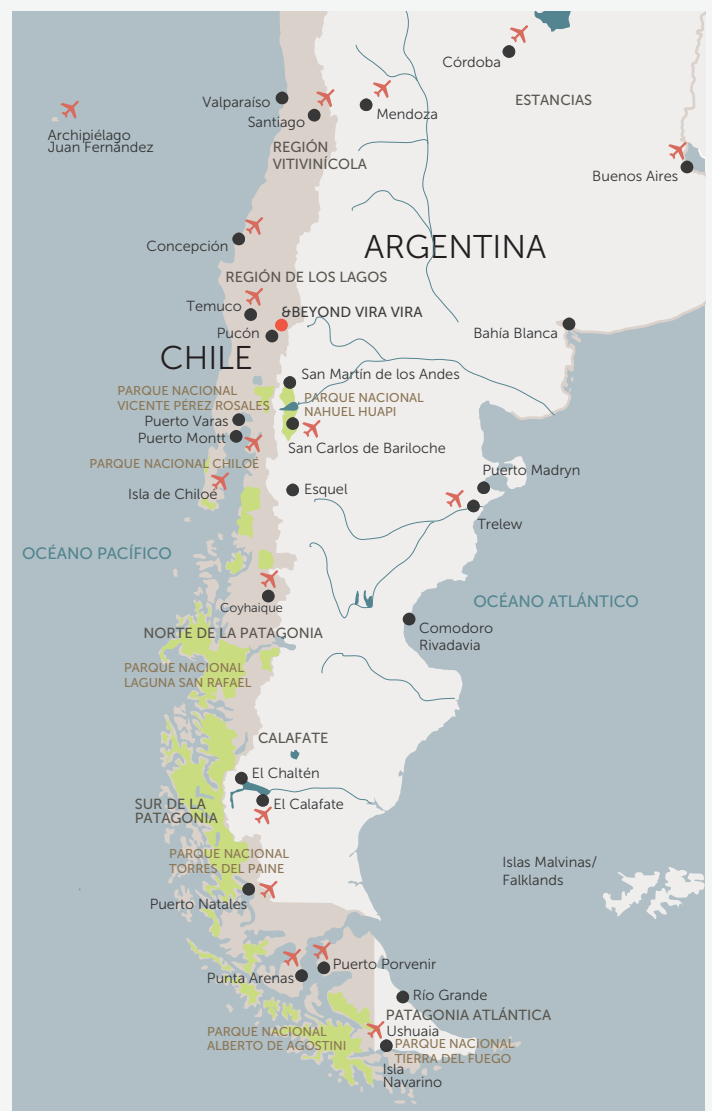 Córdoba
ESTANCIAS
Valparaíso
Santiago
Mendoza
Archipiélago
Juan Fernández
REGIÓN
VITIVINÍCOLA
Buenos Aires
Concepción
ARGENTINA
REGIÓN DE LOS LAGOS
Temuco
&BEYOND VIRA VIRA
Pucón
Bahía Blanca
CHILE
San Martín de los Andes
PARQUE NACIONAL
VICENTE PÉREZ ROSALES
PARQUE NACIONAL
NAHUEL HUAPI
Puerto Varas
Puerto Montt
San Carlos de Bariloche
PARQUE NACIONAL CHILOÉ
Puerto Madryn
Isla de Chiloé
Esquel
Trelew
OCÉANO PACÍFICO
OCÉANO ATLÁNTICO
Coyhaique
Comodoro
Rivadavia
NORTE DE LA PATAGONIA
PARQUE NACIONAL
LAGUNA SAN RAFAEL
CALAFATE
El Chaltén
El Calafate
SUR DE LA
PATAGONIA
PARQUE NACIONAL
TORRES DEL PAINE
Islas Malvinas/
Falklands
Puerto Natales
Puerto Porvenir
Punta Arenas
Río Grande
PATAGONIA ATLÁNTICA
Ushuaia
PARQUE NACIONAL
ALBERTO DE AGOSTINI
PARQUE NACIONAL
TIERRA DEL FUEGO
Isla
Navarino